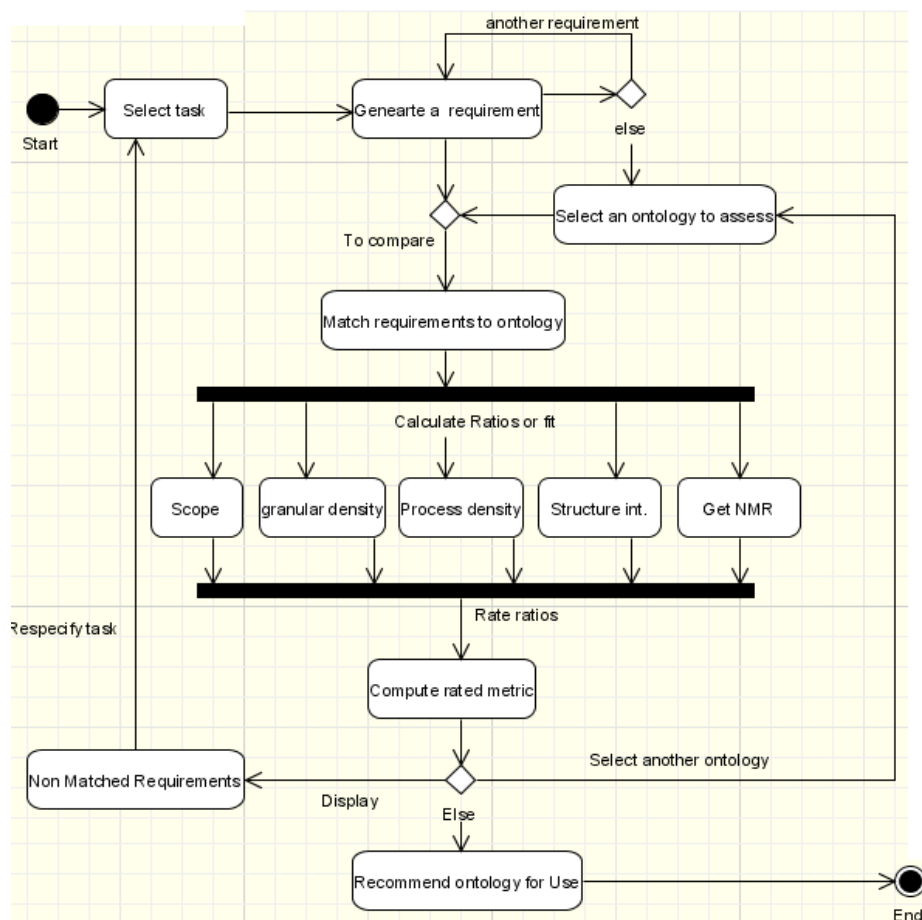 another requirement
Select task
Genearte a requirement
Start
else
Select an ontology to assess
To compare
Match requirements to ontology
Calculate Ratios or fit
Scope
granular density
Process density
Structure int.
Get NMR
Rate ratios
Respecify task
Compute rated metric
Select another ontology
Non Matched Requirements
Display
Else
Recommend ontology for Use
End